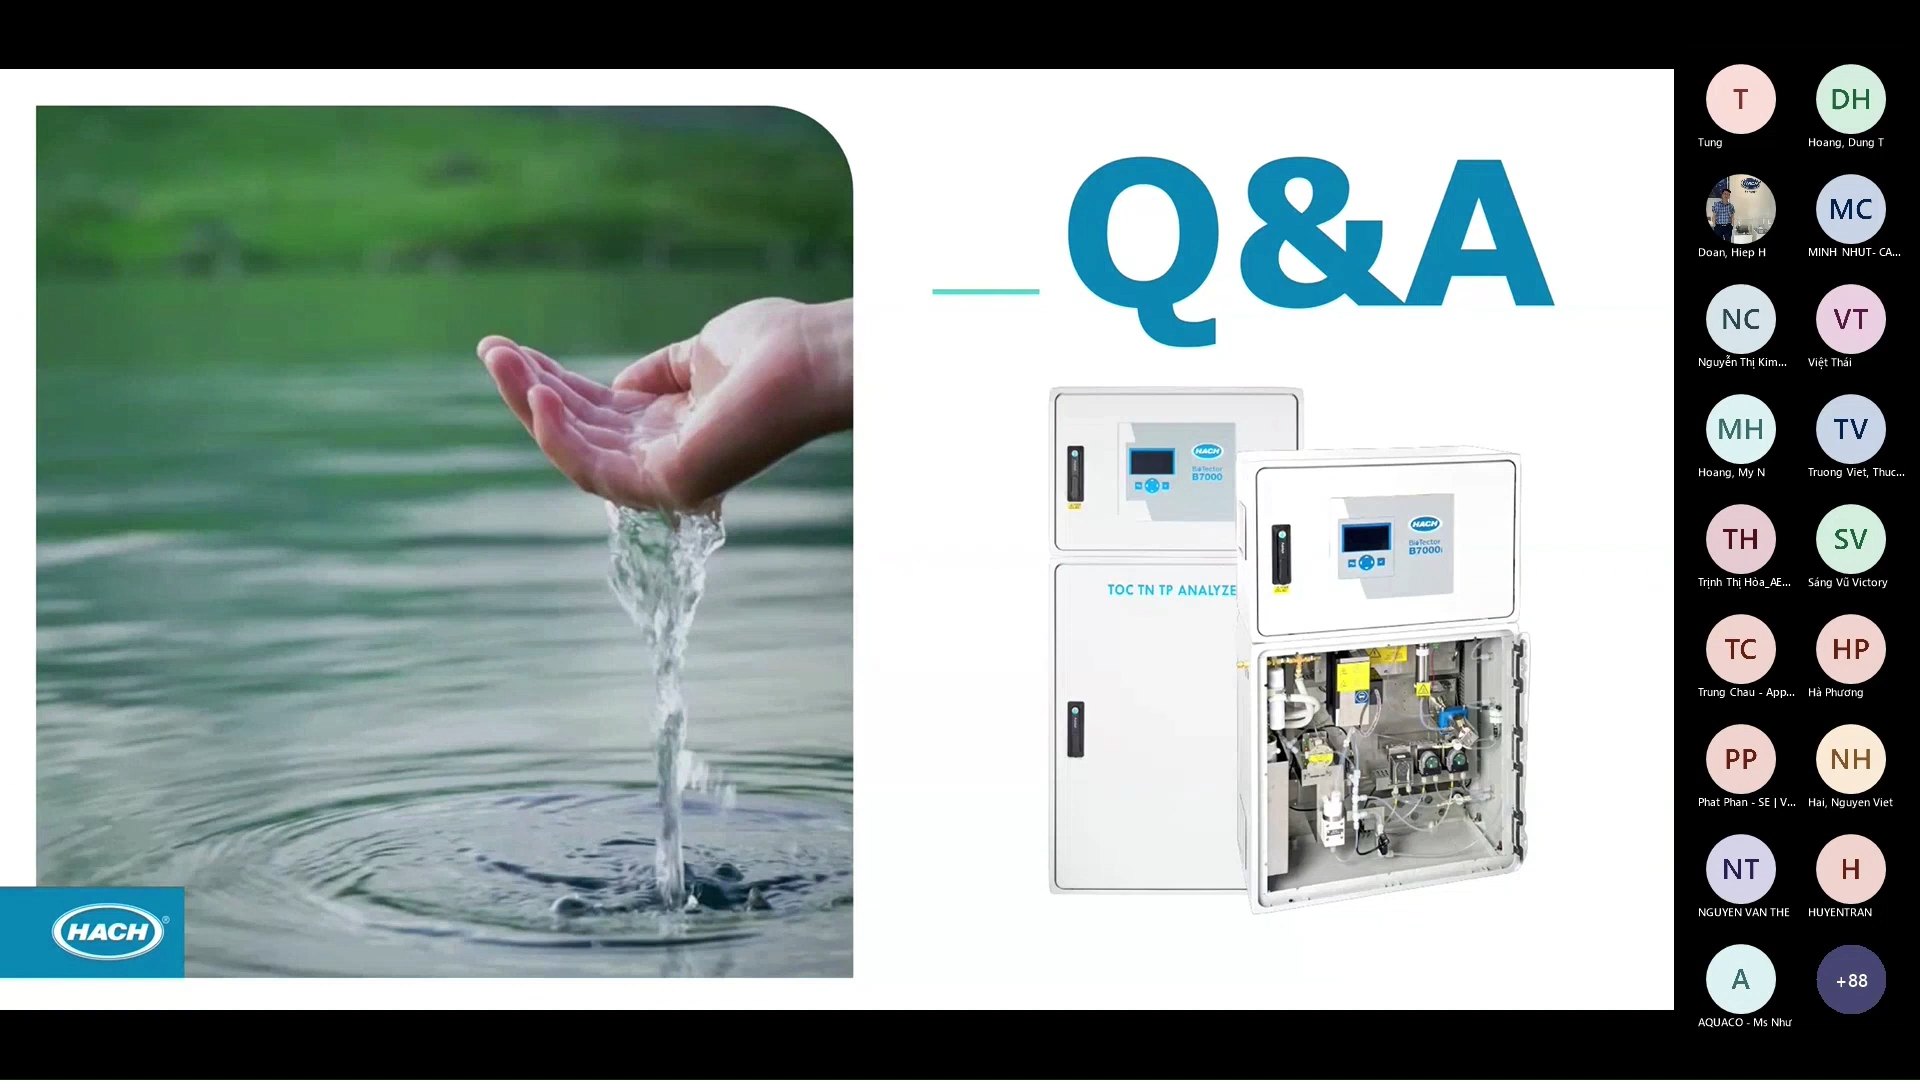 Q&A
HACH
BioTector
B7000
HACH
BioTector
B7000i
TOC TN TP ANALYZE
HACH®
T
Tung
DH
Hoang, Dung T
Doan, Hiep H
MC
MINH NHUT- CA...
NC
Nguyễn Thị Kim...
VT
Việt Thái
MH
Hoang, My N
TV
Truong Viet, Thuc...
TH
Trịnh Thị Hòa_AE...
SV
Sáng Vũ Victory
TC
Trung Chau - App...
HP
Hà Phương
PP
Phat Phan - SE | V...
NH
Hai, Nguyen Viet
NT
NGUYEN VAN THE
H
HUYENTRAN
A
AQUACO - Ms Như
+88